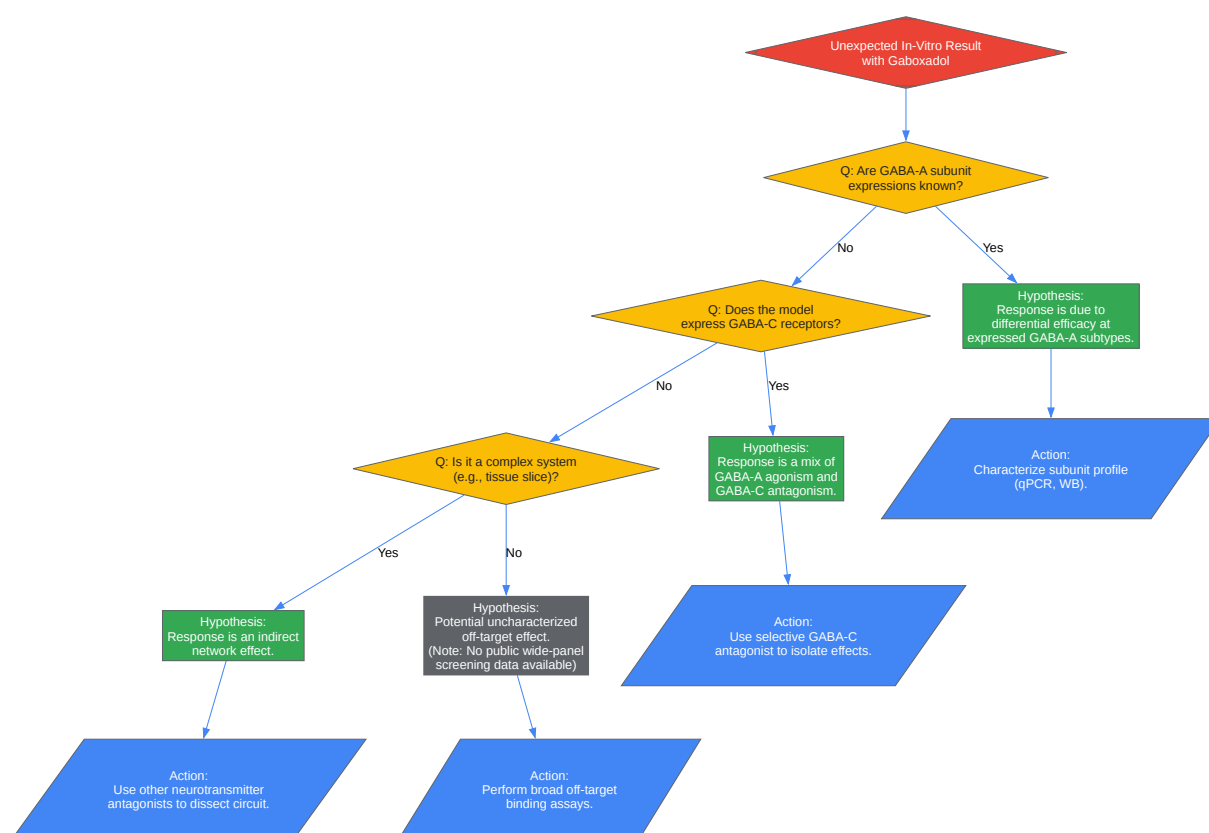 Unexpected In-Vitro Result
with Gaboxadol
Q: Are GABA-A subunit
expressions known?
No
Yes
Q: Does the model
express GABA-C receptors?
Hypothesis:
Response is due to
differential efficacy at
expressed GABA-A subtypes.
No
Yes
Q: Is it a complex system
(e.g., tissue slice)?
Hypothesis:
Response is a mix of
GABA-A agonism and
GABA-C antagonism.
Action:
Characterize subunit profile
(qPCR, WB).
Yes
No
Hypothesis:
Response is an indirect
network effect.
Hypothesis:
Potential uncharacterized
off-target effect.
(Note: No public wide-panel
screening data available)
Action:
Use selective GABA-C
antagonist to isolate effects.
Action:
Use other neurotransmitter
antagonists to dissect circuit.
Action:
Perform broad off-target
binding assays.